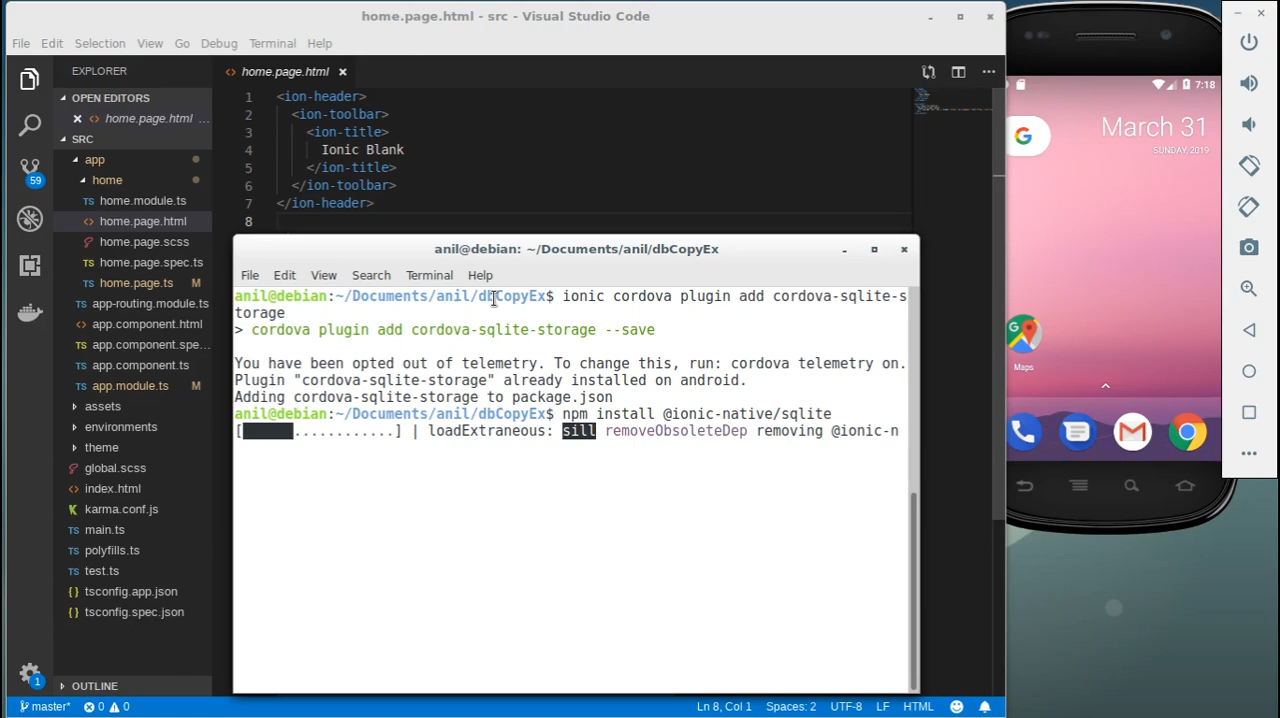 home.page.html - src - Visual Studio Code
File Edit Selection View Go Debug Terminal Help
EXPLORER
OPEN EDITORS
home.page.html ...
SRC
app
home
home.module.ts
home.page.html
home.page.scss
home.page.spec.ts
home.page.ts M
app-routing.module.ts
app.component.html
app.component.spe...
app.component.ts
app.module.ts M
assets
environments
theme
global.scss
index.html
karma.conf.js
main.ts
polyfills.ts
test.ts
tsconfig.app.json
tsconfig.spec.json
OUTLINE
59
1
home.page.html
1 <ion-header>
2 <ion-toolbar>
3 <ion-title>
4 Ionic Blank
5 </ion-title>
6 </ion-toolbar>
7 </ion-header>
8
anil@debian: ~/Documents/anil/dbCopyEx
File Edit View Search Terminal Help
anil@debian:~/Documents/anil/dbCopyEx$ ionic cordova plugin add cordova-sqlite-s
torage
> cordova plugin add cordova-sqlite-storage --save
You have been opted out of telemetry. To change this, run: cordova telemetry on.
Plugin "cordova-sqlite-storage" already installed on android.
Adding cordova-sqlite-storage to package.json
anil@debian:~/Documents/anil/dbCopyEx$ npm install @ionic-native/sqlite
[ ............] | loadExtraneous: sill removeObsoleteDep removing @ionic-n
master* 0 0
Ln 8, Col 1 Spaces: 2 UTF-8 LF HTML
7:18
G
March 31
SUNDAY, 2019
Maps